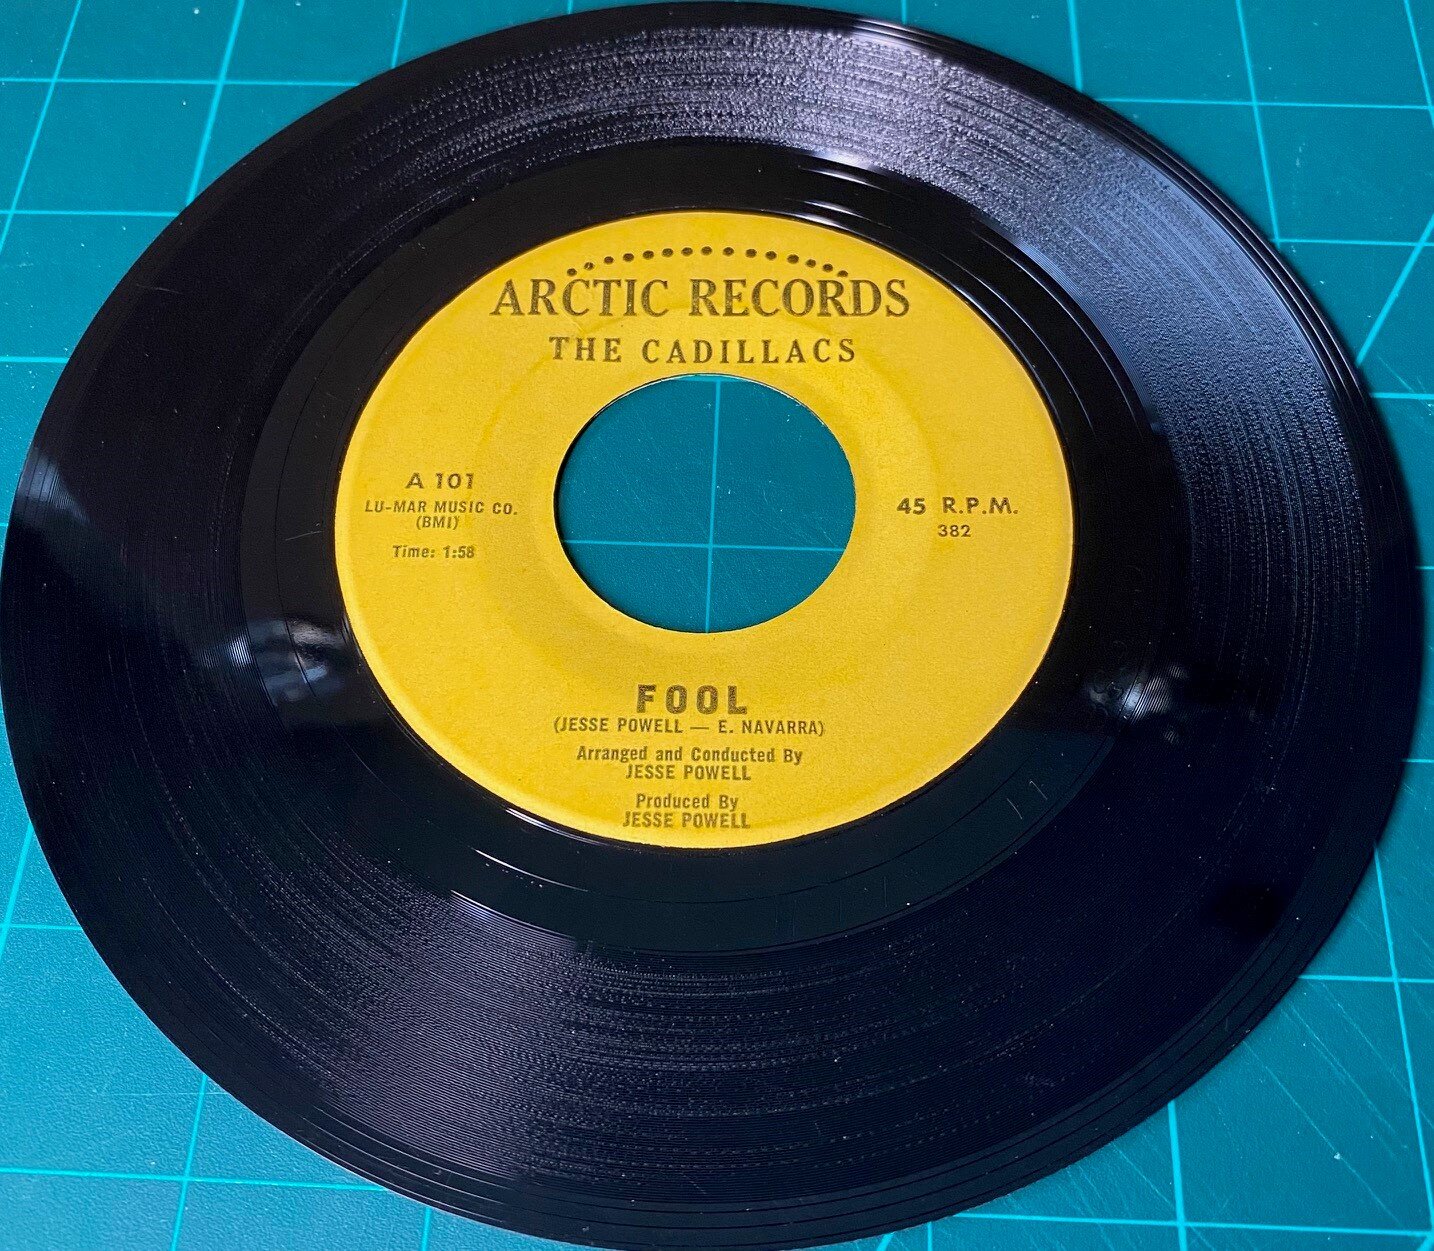 ARCTIC RECORDS
THE CADILLACS
A 101
LU-MAR MUSIC CO.
(BMI)
Time: 1:58
45 R.P.M.
382
FOOL
(JESSE POWELL — E. NAVARRA)
Arranged and Conducted By
JESSE POWELL
Produced By
JESSE POWELL